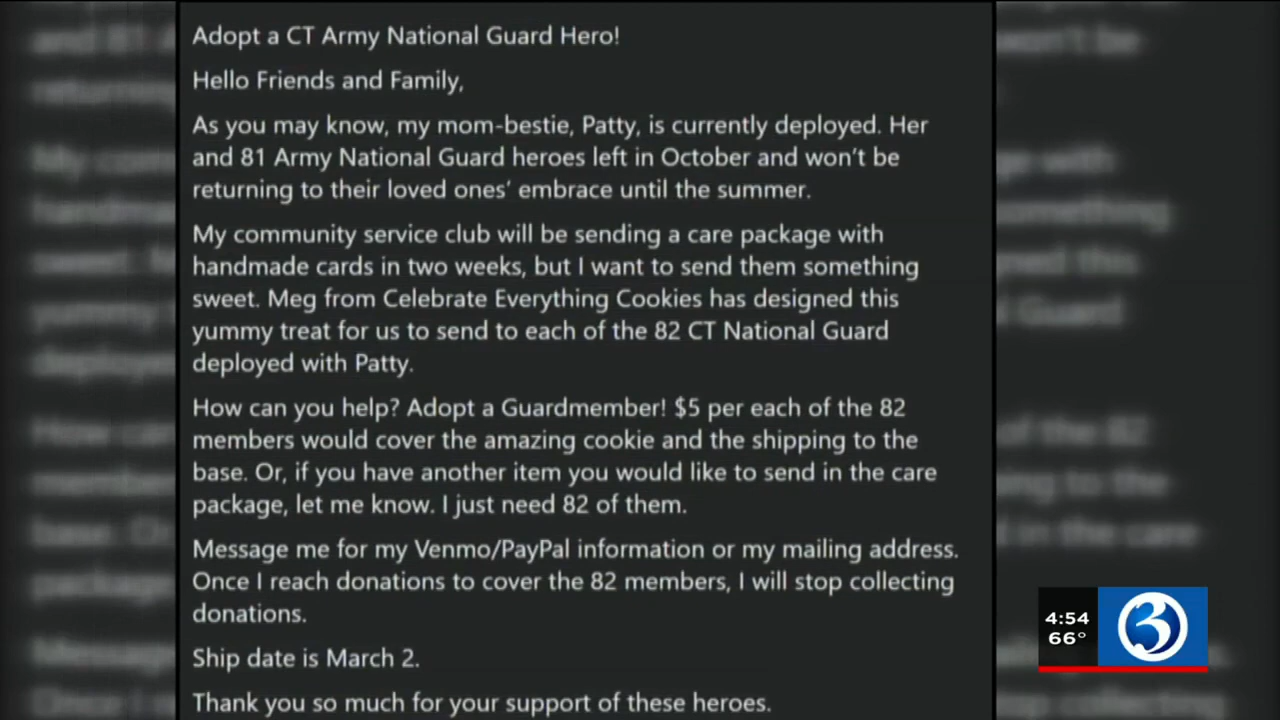 Adopt a CT Army National Guard Hero!
Hello Friends and Family,
As you may know, my mom-bestie, Patty, is currently deployed. Her
and 81 Army National Guard heroes left in October and won't be
returning to their loved ones' embrace until the summer.
My community service club will be sending a care package with
handmade cards in two weeks, but I want to send them something
sweet. Meg from Celebrate Everything Cookies has designed this
yummy treat for us to send to each of the 82 CT National Guard
deployed with Patty.
How can you help? Adopt a Guardmember! $5 per each of the 82
members would cover the amazing cookie and the shipping to the
base. Or, if you have another item you would like to send in the care
package, let me know. I just need 82 of them.
Message me for my Venmo/PayPal information or my mailing address.
Once I reach donations to cover the 82 members, I will stop collecting
donations.
Ship date is March 2.
Thank you so much for your support of these heroes.
4:54
66°
3